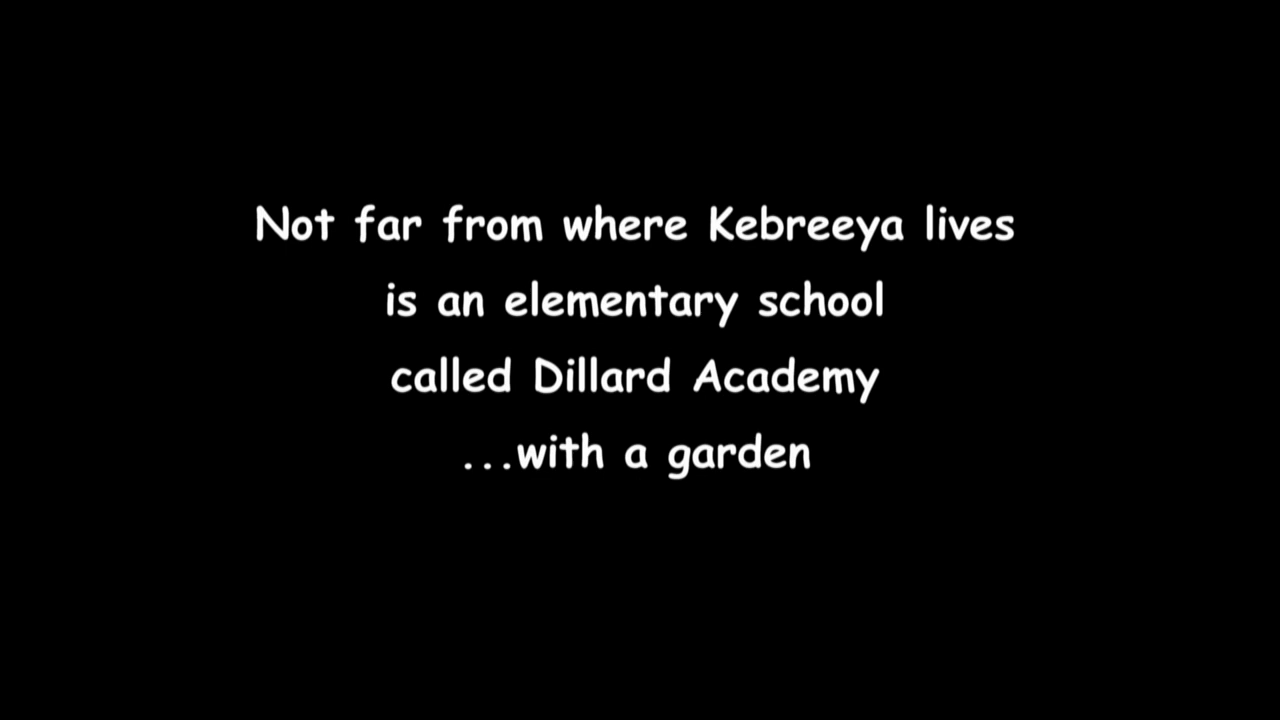 Not far from where Kebreeya lives
is an elementary school
called Dillard Academy
...with a garden